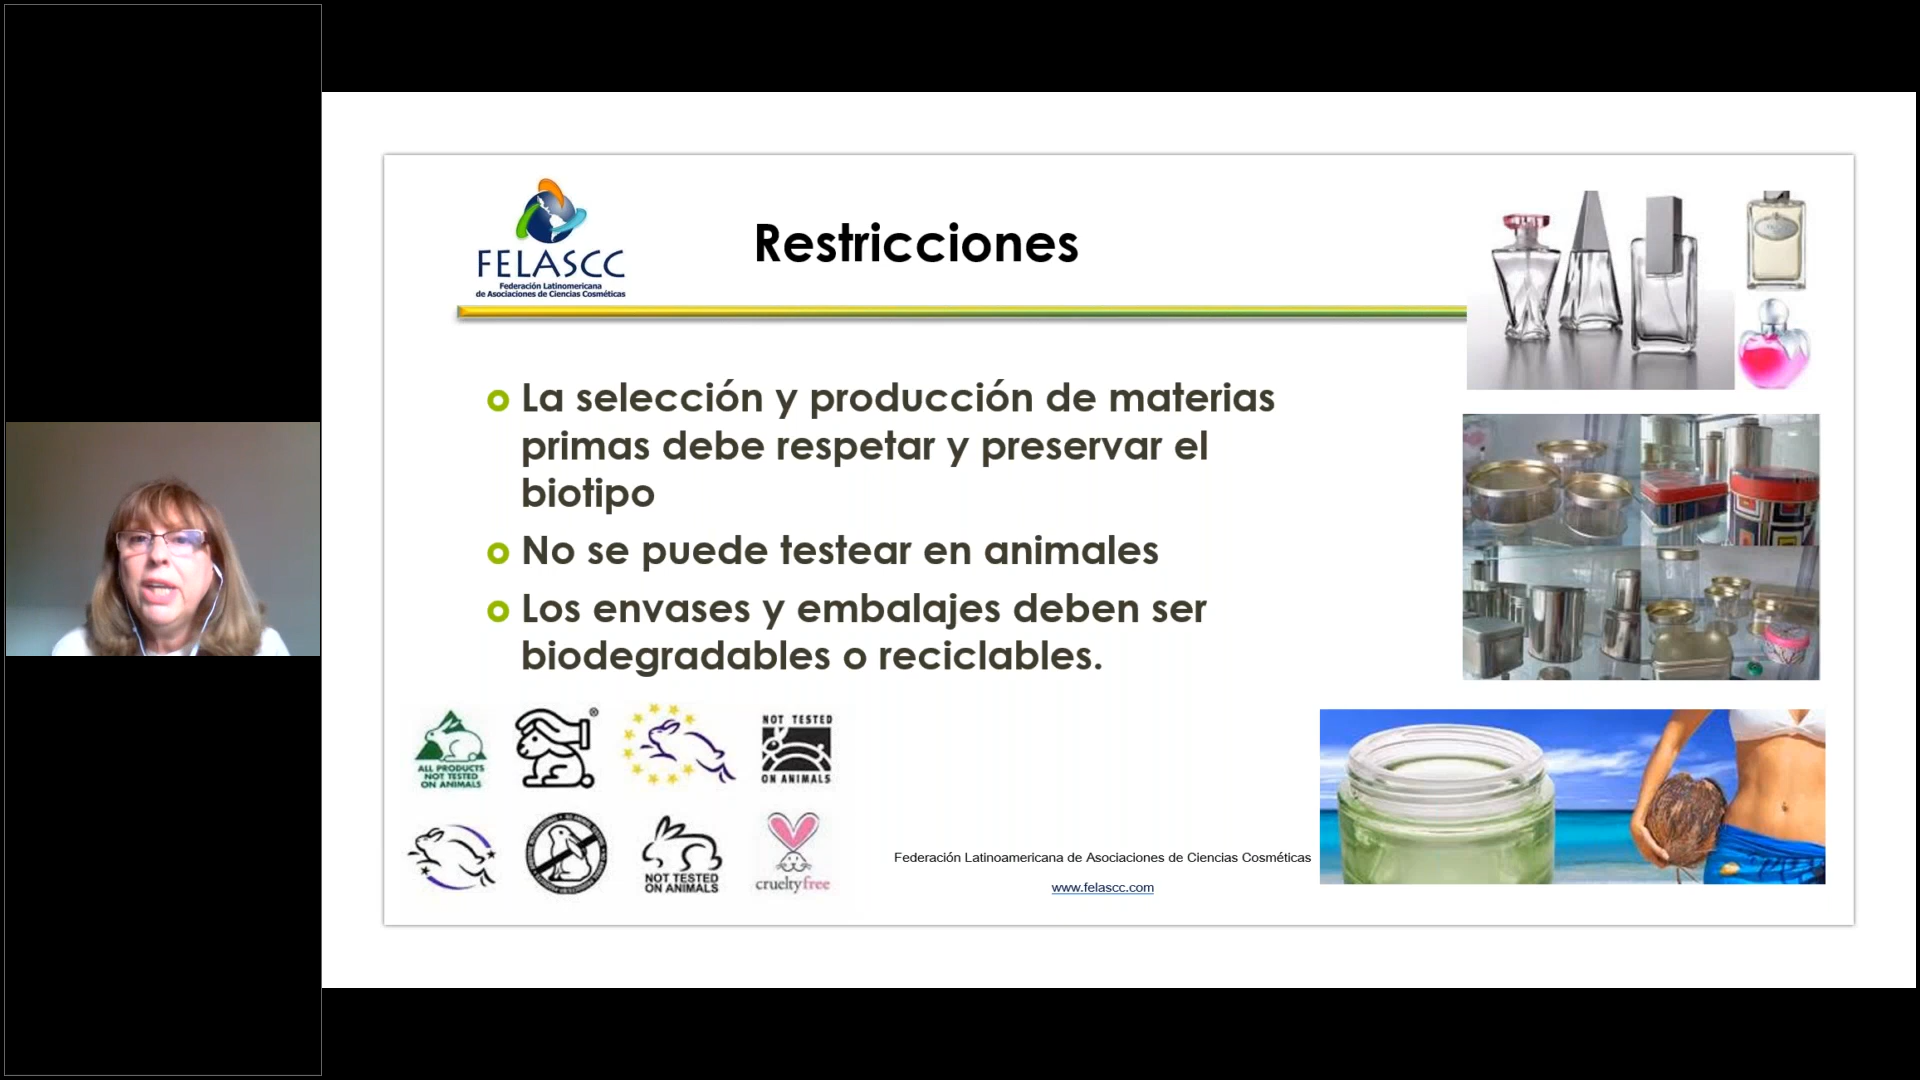 FELASCC
Federación Latinomericana
de Asociaciones de Ciencias Cosméticas
Restricciones
La selección y producción de materias
primas debe respetar y preservar el
biotipo
No se puede testear en animales
Los envases y embalajes deben ser
biodegradables o reciclables.
ALL PRODUCTS
NOT TESTED
ON ANIMALS
®
NOT TESTED
ON ANIMALS
NOT TESTED
ON ANIMALS
crueltyfree
Federación Latinoamericana de Asociaciones de Ciencias Cosméticas
www.felascc.com